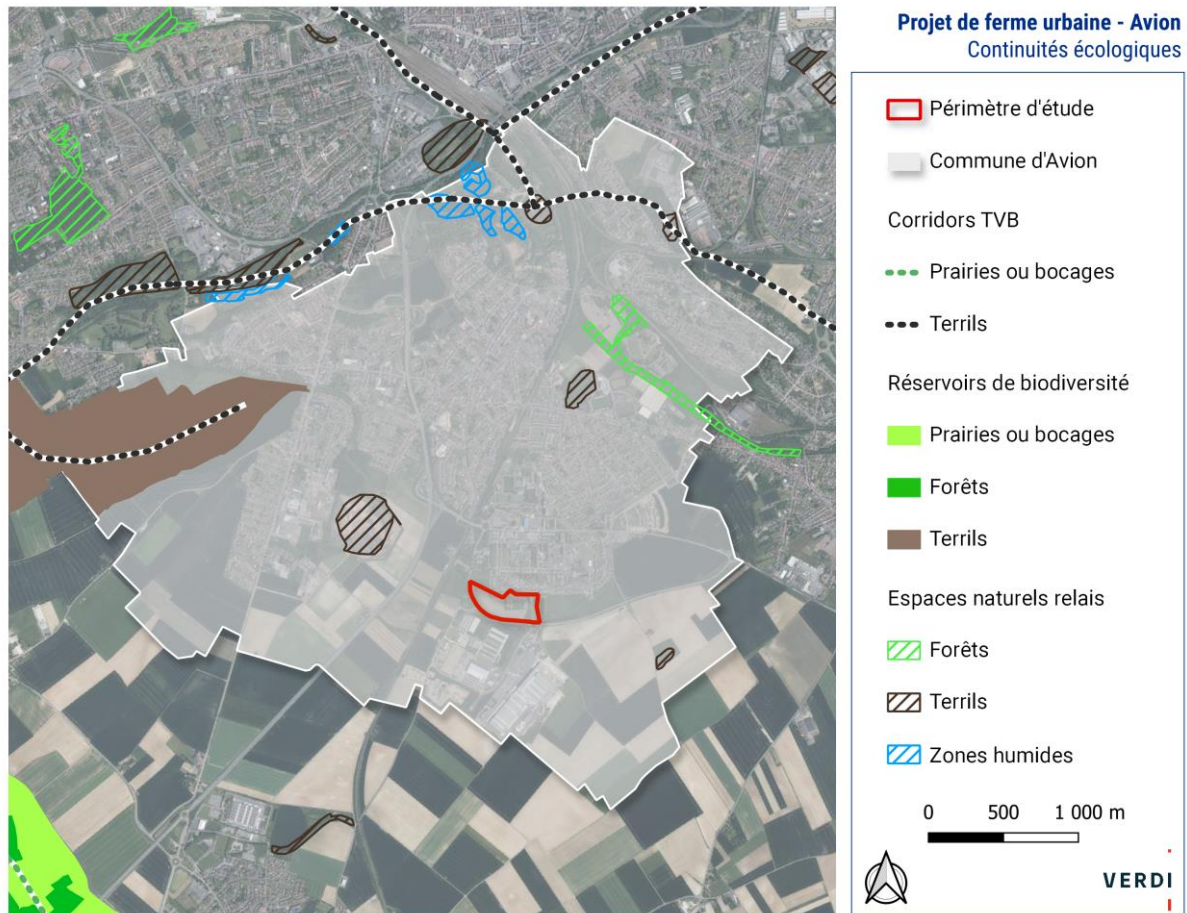 Projet de ferme urbaine - Avion
Continuités écologiques
Périmètre d'étude
Commune d'Avion
Corridors TVB
Prairies ou bocages
Terrils
Réservoirs de biodiversité
Prairies ou bocages
Forêts
Terrils
Espaces naturels relais
Forêts
Terrils
Zones humides
0 500 1 000 m
VERDI